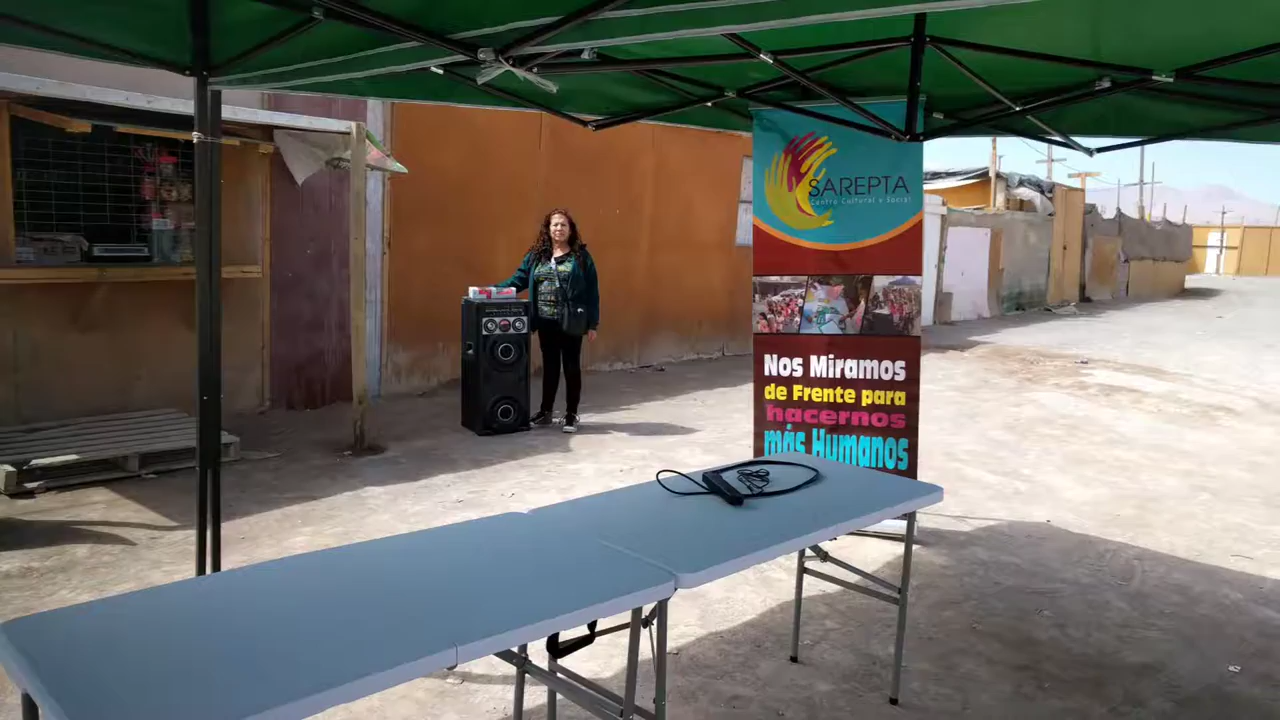 SAREPTA
Centro Cultural y Social
Nos Miramos
de Frente para
hacernos
más Humanos